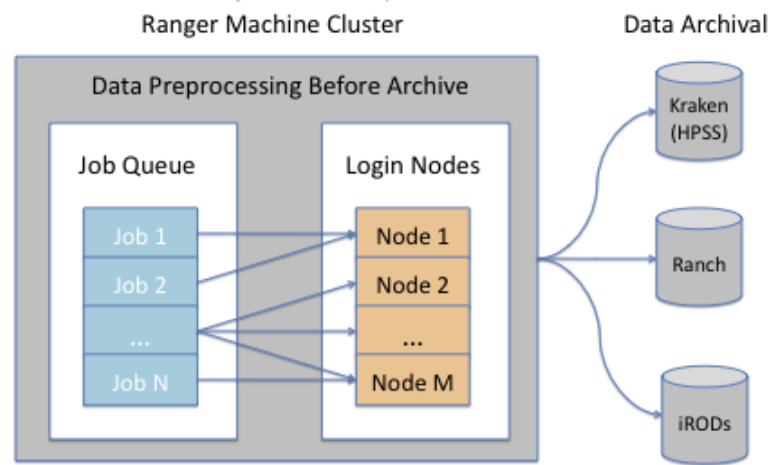 Ranger Machine Cluster
Data Archival
Data Preprocessing Before Archive
Job Queue
Job 1
Job 2
...
Job N
Login Nodes
Node 1
Node 2
...
Node M
Kraken
(HPSS)
Ranch
iRODs